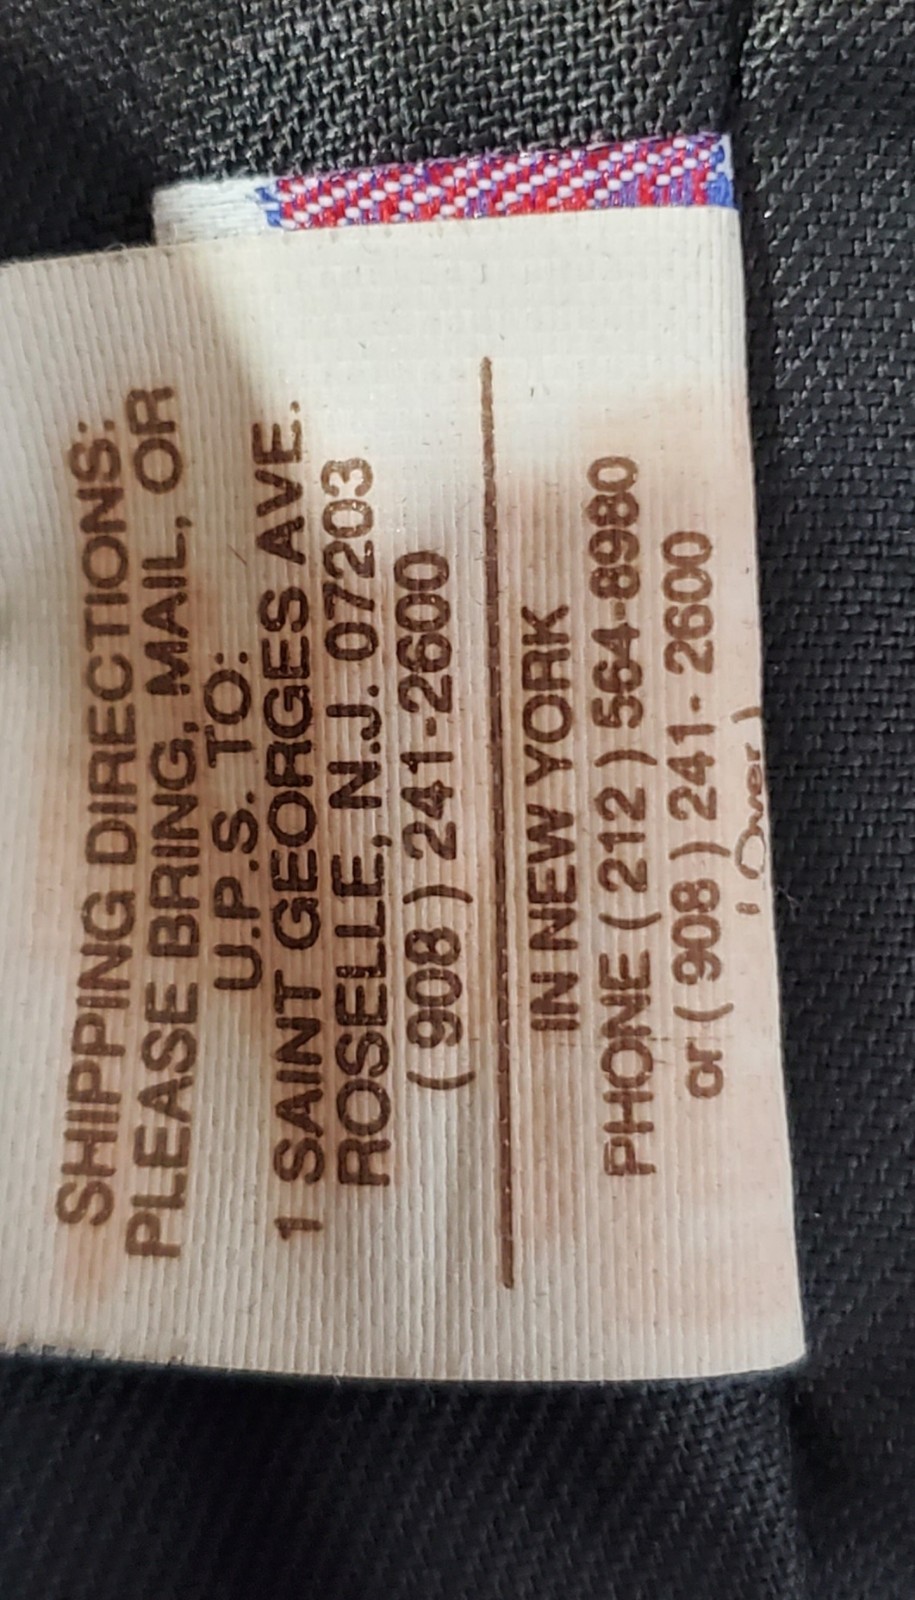 SHIPPING DIRECTIONS:
PLEASE BRING, MAIL, OR
U.P.S. TO:
1 SAINT GEORGES AVE.
ROSELLE, N.J. 07203
( 908 ) 241-2600
IN NEW YORK
PHONE ( 212 ) 564-8980
or ( 908 ) 241- 2600
( Over )